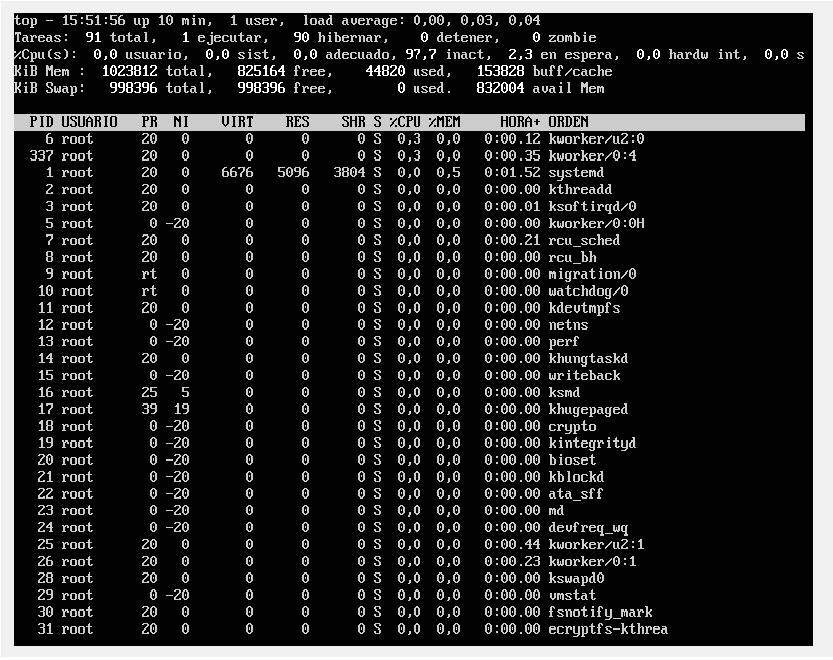 top - 15:51:56 up 10 min,  1 user,  load average: 0,00, 0,03, 0,04
Tareas:  91 total,   1 ejecutar,   90 hibernar,    0 detener,    0 zombie
%Cpu(s):  0,0 usuario,  0,0 sist,  0,0 adecuado, 97,7 inact,  2,3 en espera,  0,0 hardw int,  0,0 s
KiB Mem :  1023812 total,   825164 free,    44820 used,   153828 buff/cache
KiB Swap:   998396 total,   998396 free,        0 used.   832004 avail Mem
PID USUARIO   PR  NI    VIRT    RES    SHR S %CPU %MEM     HORA+ ORDEN
6 root      20   0       0      0      0 S  0,3  0,0   0:00.12 kworker/u2:0
337 root      20   0       0      0      0 S  0,3  0,0   0:00.35 kworker/0:4
1 root      20   0    6676   5096   3804 S  0,0  0,5   0:01.52 systemd
2 root      20   0       0      0      0 S  0,0  0,0   0:00.00 kthreadd
3 root      20   0       0      0      0 S  0,0  0,0   0:00.01 ksoftirqd/0
5 root       0 -20       0      0      0 S  0,0  0,0   0:00.00 kworker/0:0H
7 root      20   0       0      0      0 S  0,0  0,0   0:00.21 rcu_sched
8 root      20   0       0      0      0 S  0,0  0,0   0:00.00 rcu_bh
9 root      rt   0       0      0      0 S  0,0  0,0   0:00.00 migration/0
10 root      rt   0       0      0      0 S  0,0  0,0   0:00.00 watchdog/0
11 root      20   0       0      0      0 S  0,0  0,0   0:00.00 kdevtmpfs
12 root       0 -20       0      0      0 S  0,0  0,0   0:00.00 netns
13 root       0 -20       0      0      0 S  0,0  0,0   0:00.00 perf
14 root      20   0       0      0      0 S  0,0  0,0   0:00.00 khungtaskd
15 root       0 -20       0      0      0 S  0,0  0,0   0:00.00 writeback
16 root      25   5       0      0      0 S  0,0  0,0   0:00.00 ksmd
17 root      39  19       0      0      0 S  0,0  0,0   0:00.00 khugepaged
18 root       0 -20       0      0      0 S  0,0  0,0   0:00.00 crypto
19 root       0 -20       0      0      0 S  0,0  0,0   0:00.00 kintegrityd
20 root       0 -20       0      0      0 S  0,0  0,0   0:00.00 bioset
21 root       0 -20       0      0      0 S  0,0  0,0   0:00.00 kblockd
22 root       0 -20       0      0      0 S  0,0  0,0   0:00.00 ata_sff
23 root       0 -20       0      0      0 S  0,0  0,0   0:00.00 md
24 root       0 -20       0      0      0 S  0,0  0,0   0:00.00 devfreq_wq
25 root      20   0       0      0      0 S  0,0  0,0   0:00.44 kworker/u2:1
26 root      20   0       0      0      0 S  0,0  0,0   0:00.23 kworker/0:1
28 root      20   0       0      0      0 S  0,0  0,0   0:00.00 kswapd0
29 root       0 -20       0      0      0 S  0,0  0,0   0:00.00 vmstat
30 root      20   0       0      0      0 S  0,0  0,0   0:00.00 fsnotify_mark
31 root      20   0       0      0      0 S  0,0  0,0   0:00.00 ecryptfs-kthrea